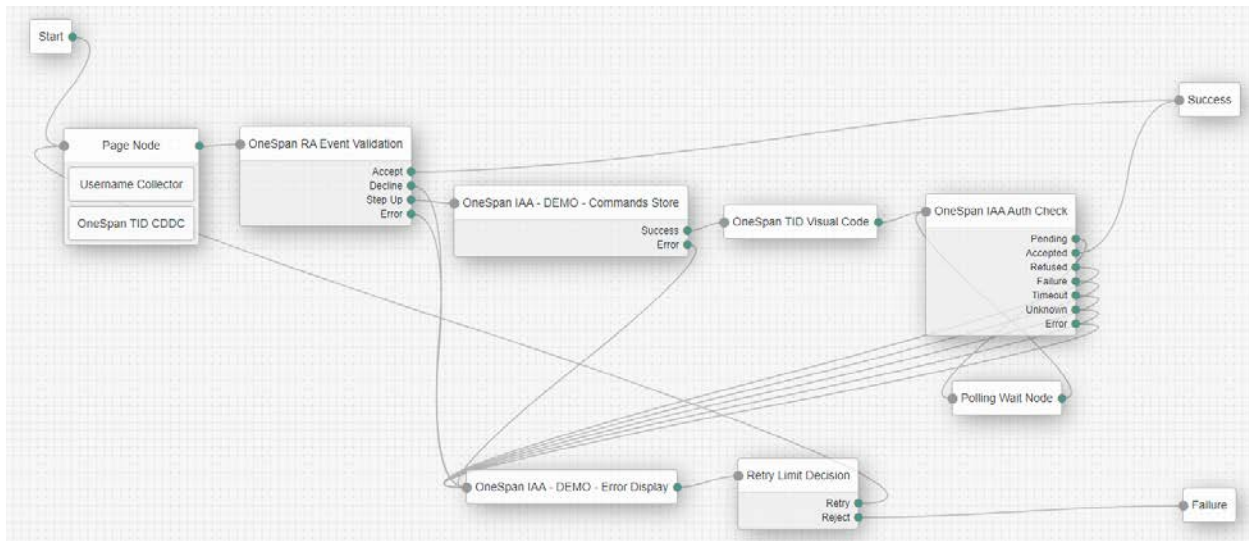 Start
Success
Page Node
Username Collector
OneSpan TID CDDC
OneSpan RA Event Validation
Accept
Decline
Step Up
Error
OneSpan IAA - DEMO - Commands Store
Success
Error
OneSpan TID Visual Code
OneSpan IAA Auth Check
Pending
Accepted
Refused
Failure
Timeout
Unknown
Error
Polling Wait Node
OneSpan IAA - DEMO - Error Display
Retry Limit Decision
Retry
Reject
Failure